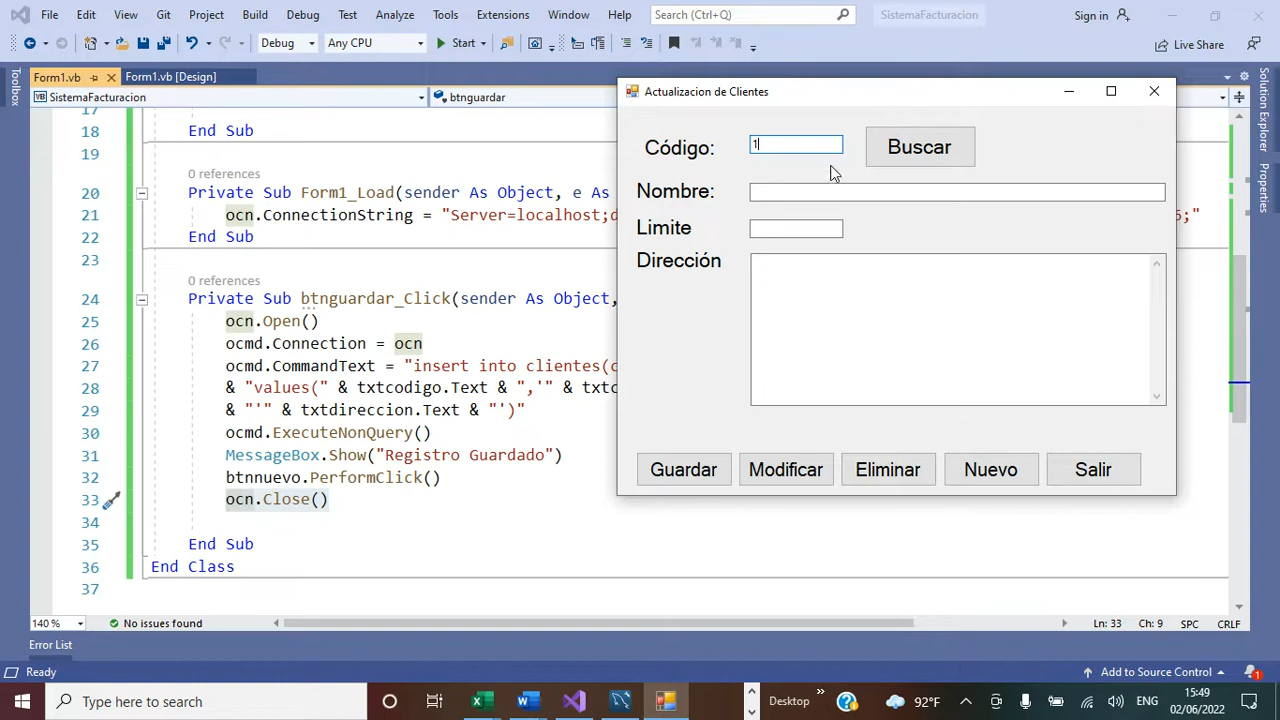 File Edit View Git Project Build Debug Test Analyze Tools Extensions Window Help Search (Ctrl+Q) SistemaFacturacion Sign in
Debug Any CPU Start Live Share
Form1.vb Form1.vb [Design]
SistemaFacturacion btnguardar
Toolbox
Solution Explorer
Properties
17
18 End Sub
19
0 references
20 Private Sub Form1_Load(sender As Object, e As
21 ocn.ConnectionString = "Server=localhost;d ;"
22 End Sub
23
0 references
24 Private Sub btnguardar_Click(sender As Object,
25 ocn.Open()
26 ocmd.Connection = ocn
27 ocmd.CommandText = "insert into clientes(c
28 & "values(" & txtcodigo.Text & ",'" & txtc
29 & "'" & txtdireccion.Text & "')"
30 ocmd.ExecuteNonQuery()
31 MessageBox.Show("Registro Guardado")
32 btnnuevo.PerformClick()
33 ocn.Close()
34
35 End Sub
36 End Class
37
Actualizacion de Clientes
Código: 1 Buscar
Nombre:
Limite
Dirección
Guardar Modificar Eliminar Nuevo Salir
140 % No issues found Ln: 33 Ch: 9 SPC CRLF
Error List
Ready Add to Source Control 1
Type here to search Desktop 92°F ENG 15:49
02/06/2022